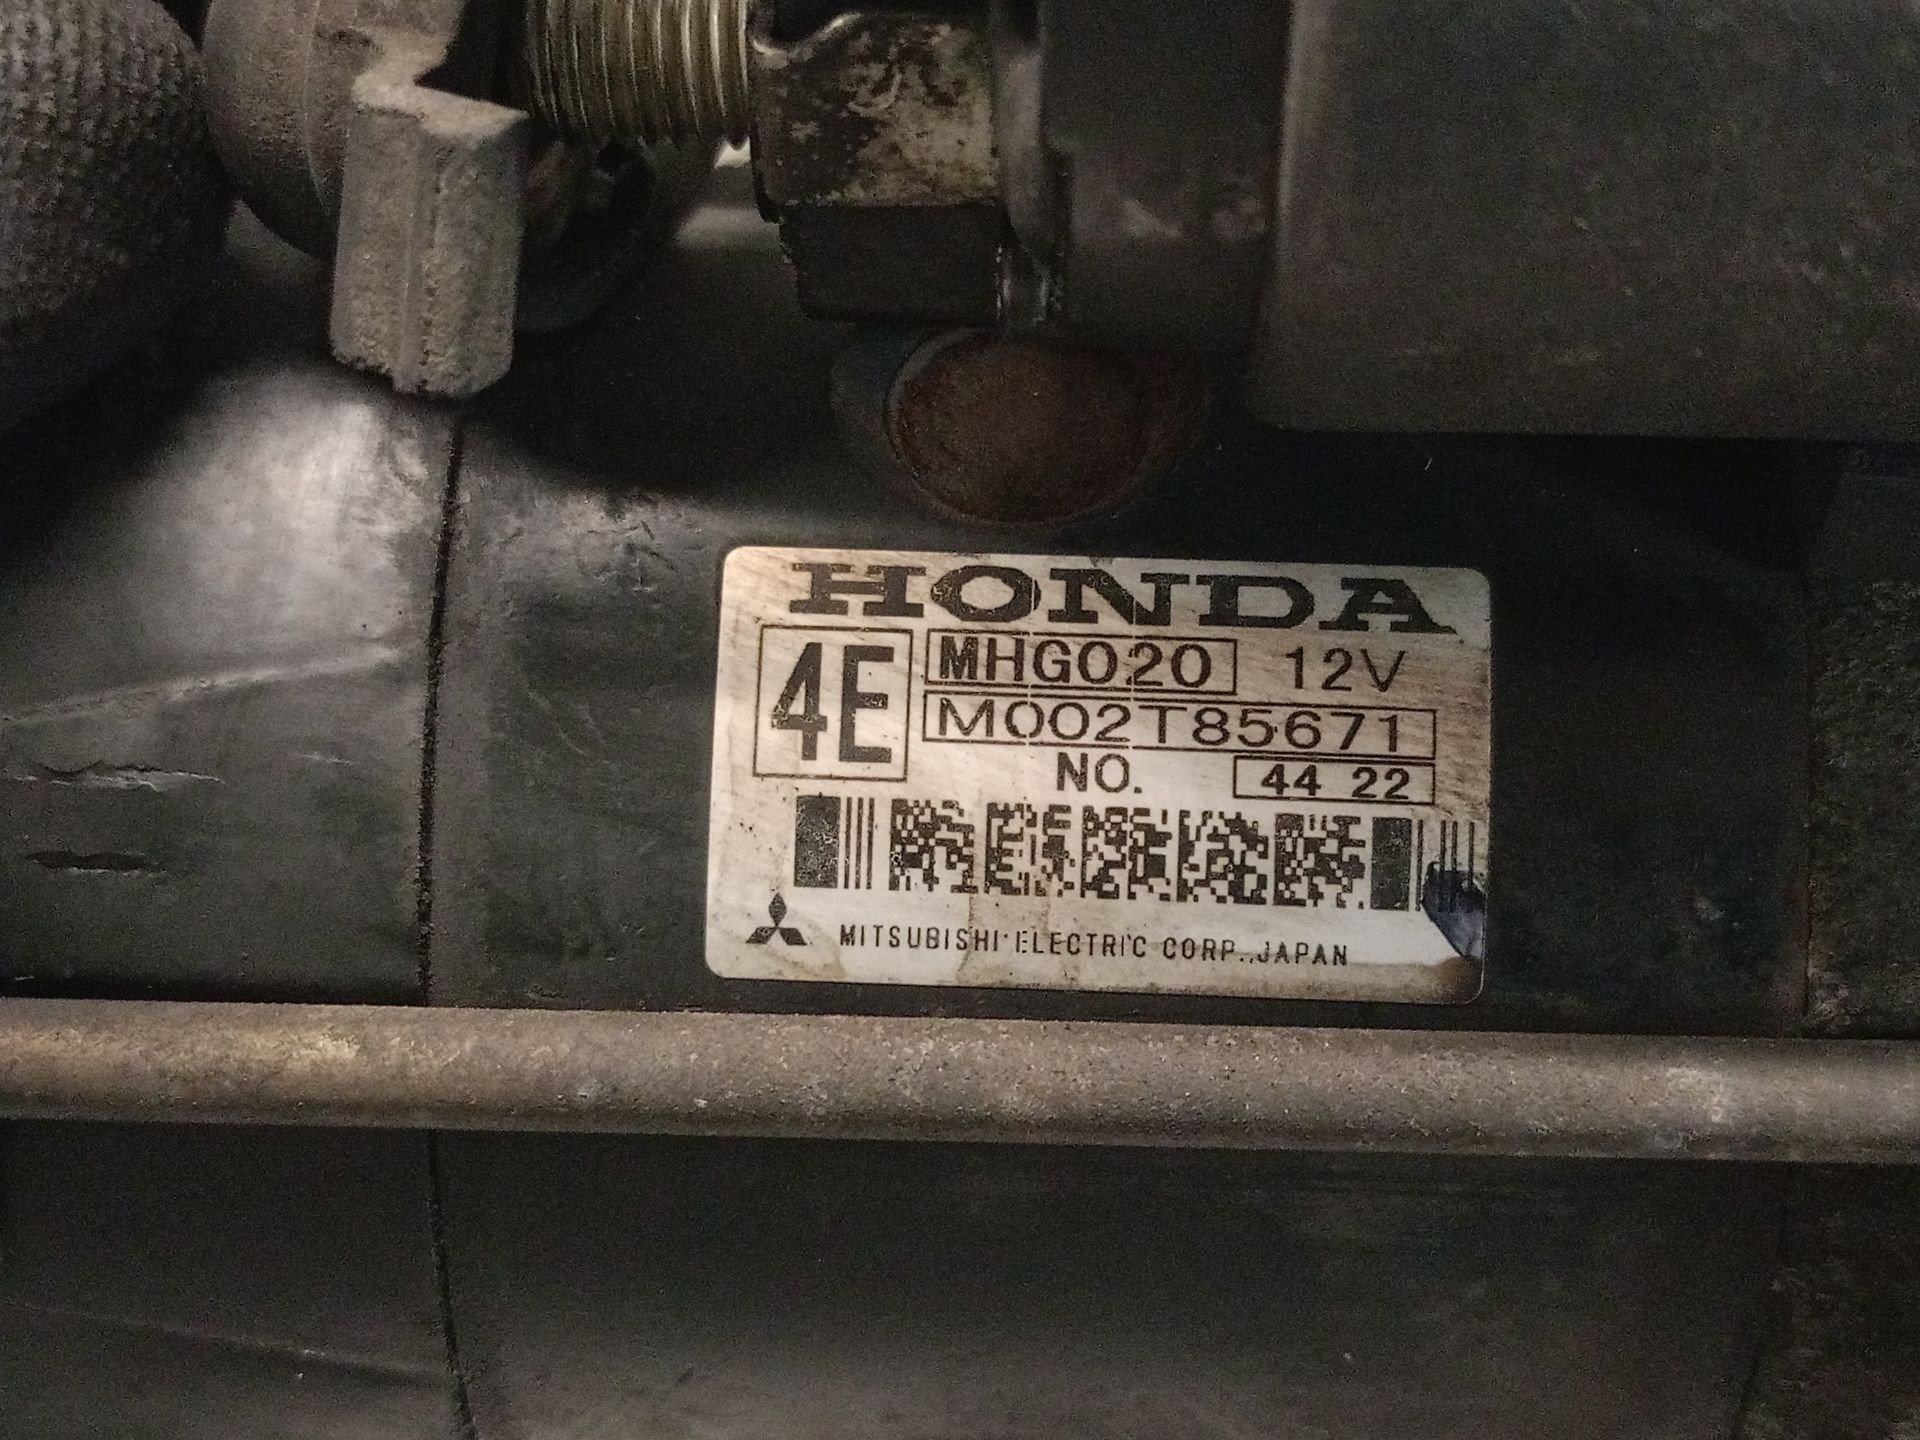 HONDA
4E
MHG020 12V
M002T85671
NO. 44 22
MITSUBISHI ELECTRIC CORP., JAPAN